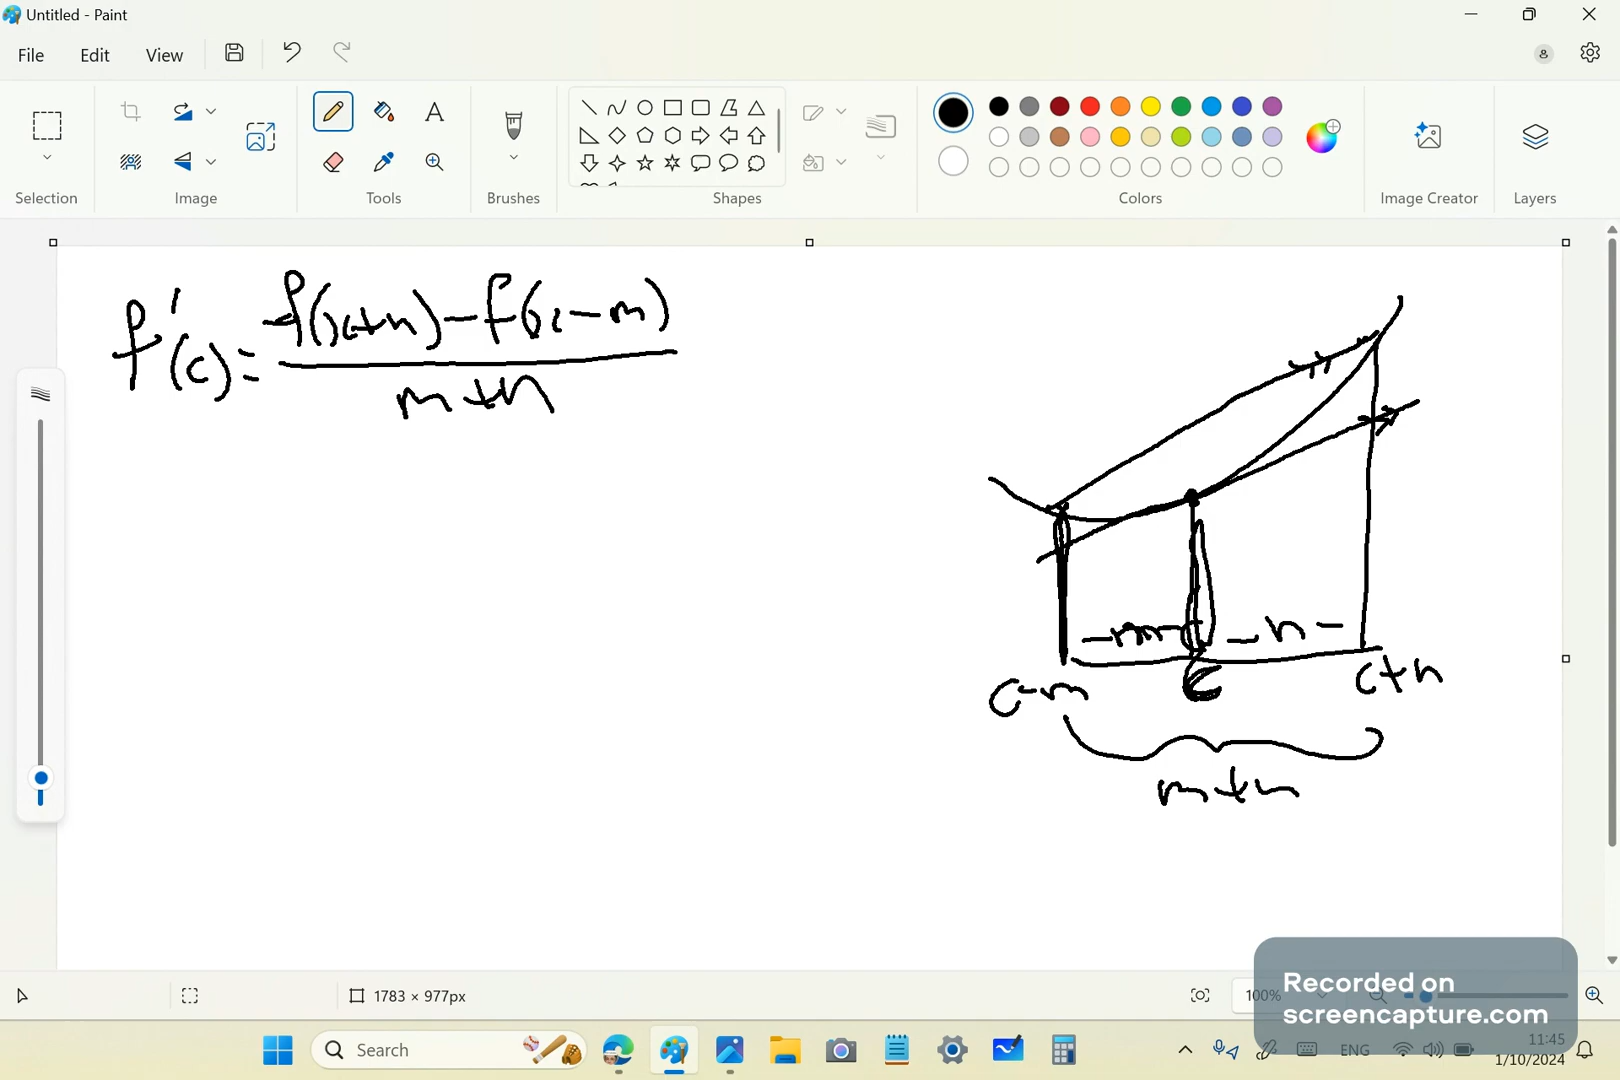 Untitled - Paint
File Edit View
Selection Image Tools Brushes Shapes Colors Image Creator Layers
f'(c)=
f(x+n)-f(x-m)
m+n
m n
c-m c c+n
m+n
1783 × 977px
100%
Recorded on
screencapture.com
Search
ENG
11:45
1/10/2024